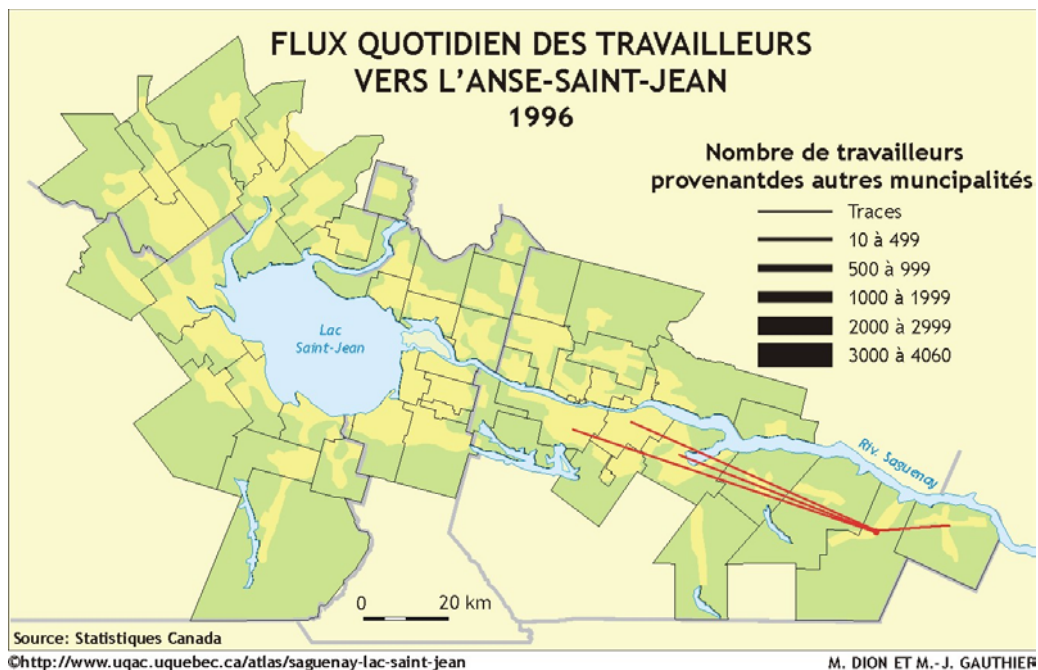 FLUX QUOTIDIEN DES TRAVAILLEURS
VERS L'ANSE-SAINT-JEAN
1996
Nombre de travailleurs
provenantdes autres muncipalités
Traces
10 à 499
500 à 999
1000 à 1999
2000 à 2999
3000 à 4060
Lac
Saint-Jean
Riv. Saguenay
0 20 km
Source: Statistiques Canada
©http://www.uqac.uquebec.ca/atlas/saguenay-lac-saint-jean
M. DION ET M.-J. GAUTHIER